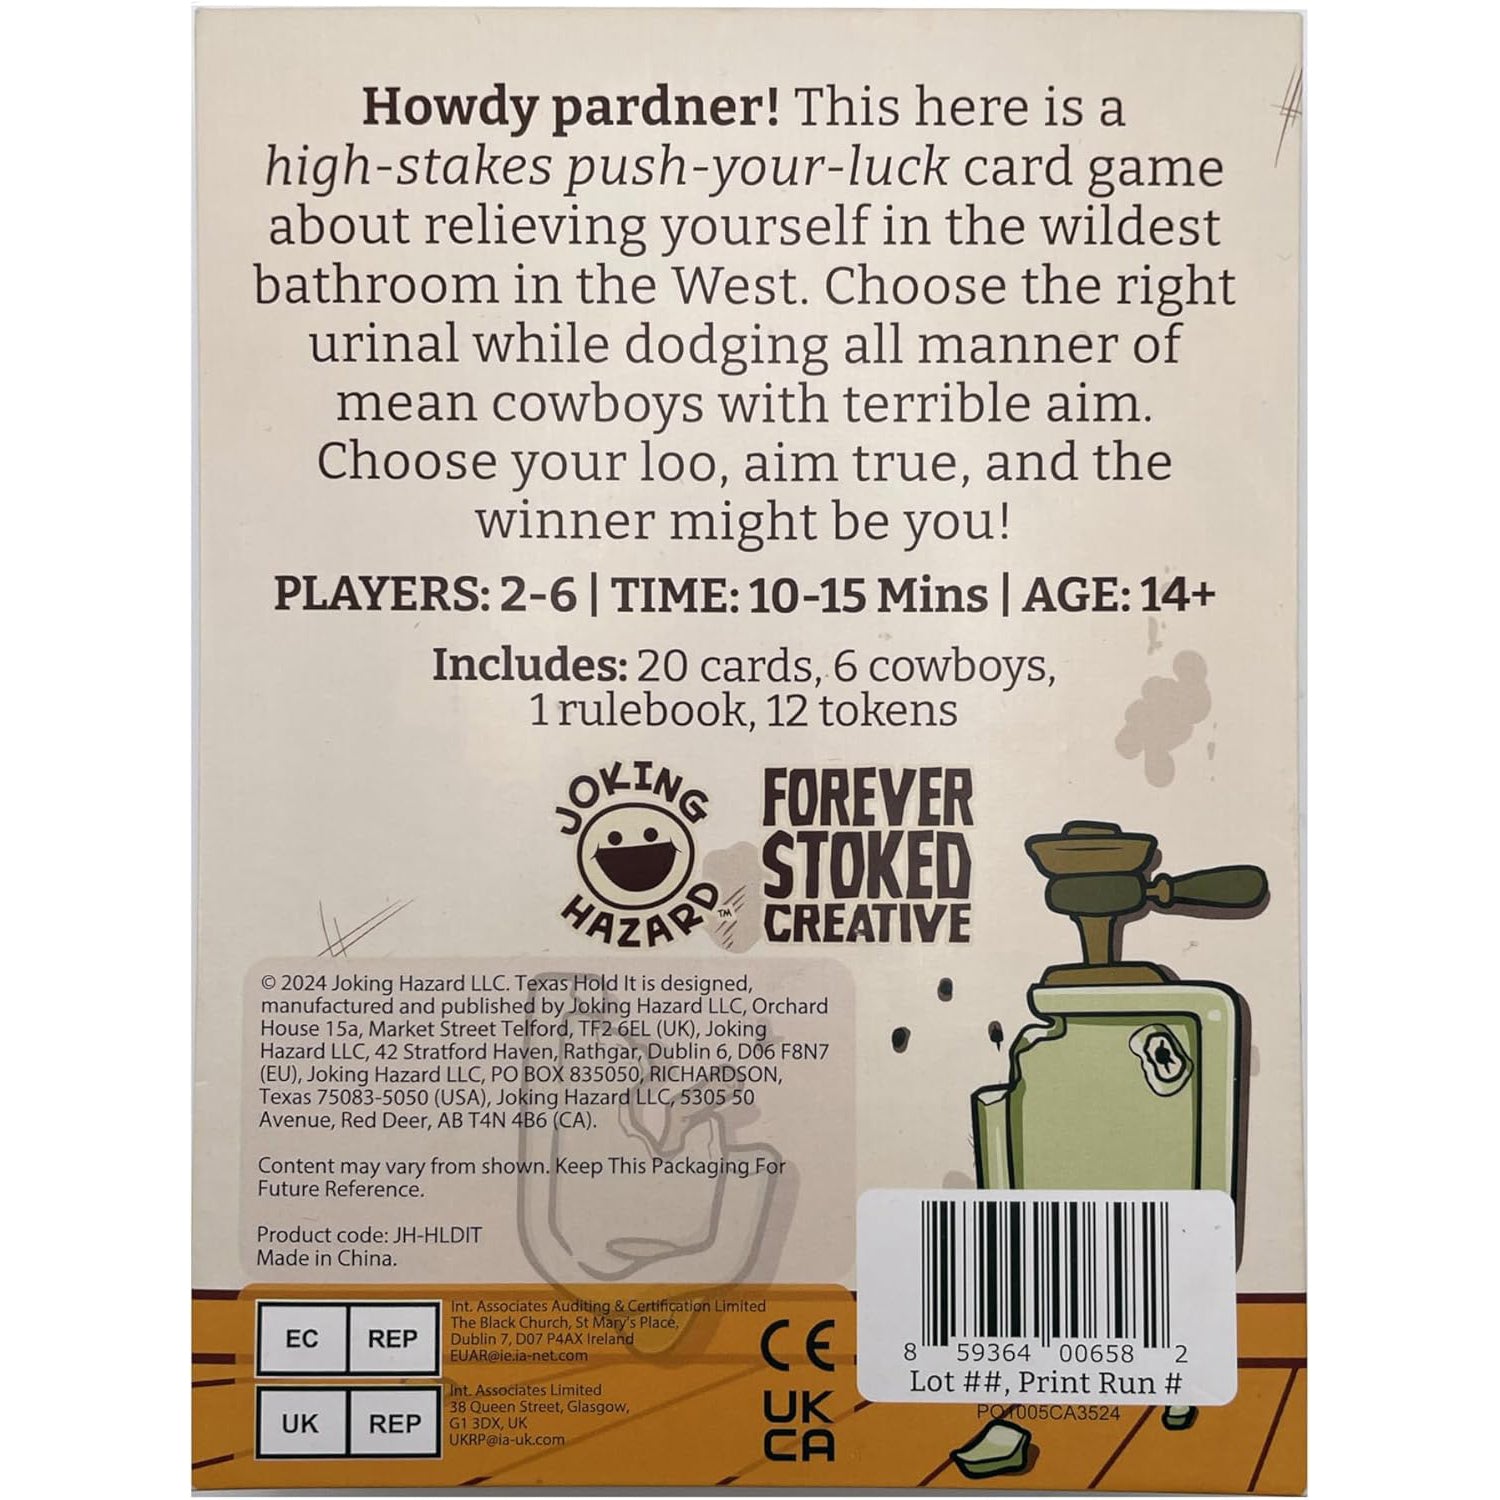 Howdy pardner! This here is a
high-stakes push-your-luck card game
about relieving yourself in the wildest
bathroom in the West. Choose the right
urinal while dodging all manner of
mean cowboys with terrible aim.
Choose your loo, aim true, and the
winner might be you!
PLAYERS: 2-6 | TIME: 10-15 Mins | AGE: 14+
Includes: 20 cards, 6 cowboys,
1 rulebook, 12 tokens
JOKING
HAZARD™
FOREVER
STOKED
CREATIVE
© 2024 Joking Hazard LLC. Texas Hold It is designed,
manufactured and published by Joking Hazard LLC, Orchard
House 15a, Market Street Telford, TF2 6EL (UK), Joking
Hazard LLC, 42 Stratford Haven, Rathgar, Dublin 6, D06 F8N7
(EU), Joking Hazard LLC, PO BOX 835050, RICHARDSON,
Texas 75083-5050 (USA), Joking Hazard LLC, 5305 50
Avenue, Red Deer, AB T4N 4B6 (CA).
Content may vary from shown. Keep This Packaging For
Future Reference.
Product code: JH-HLDIT
Made in China.
EC REP
Int. Associates Auditing & Certification Limited
The Black Church, St Mary's Place,
Dublin 7, D07 P4AX Ireland
EUAR@ie.ia-net.com
UK REP
Int. Associates Limited
38 Queen Street, Glasgow,
G1 3DX, UK
UKRP@ia-uk.com
CE
UK
CA
8 59364 00658 2
Lot ##, Print Run #
PO1005CA3524